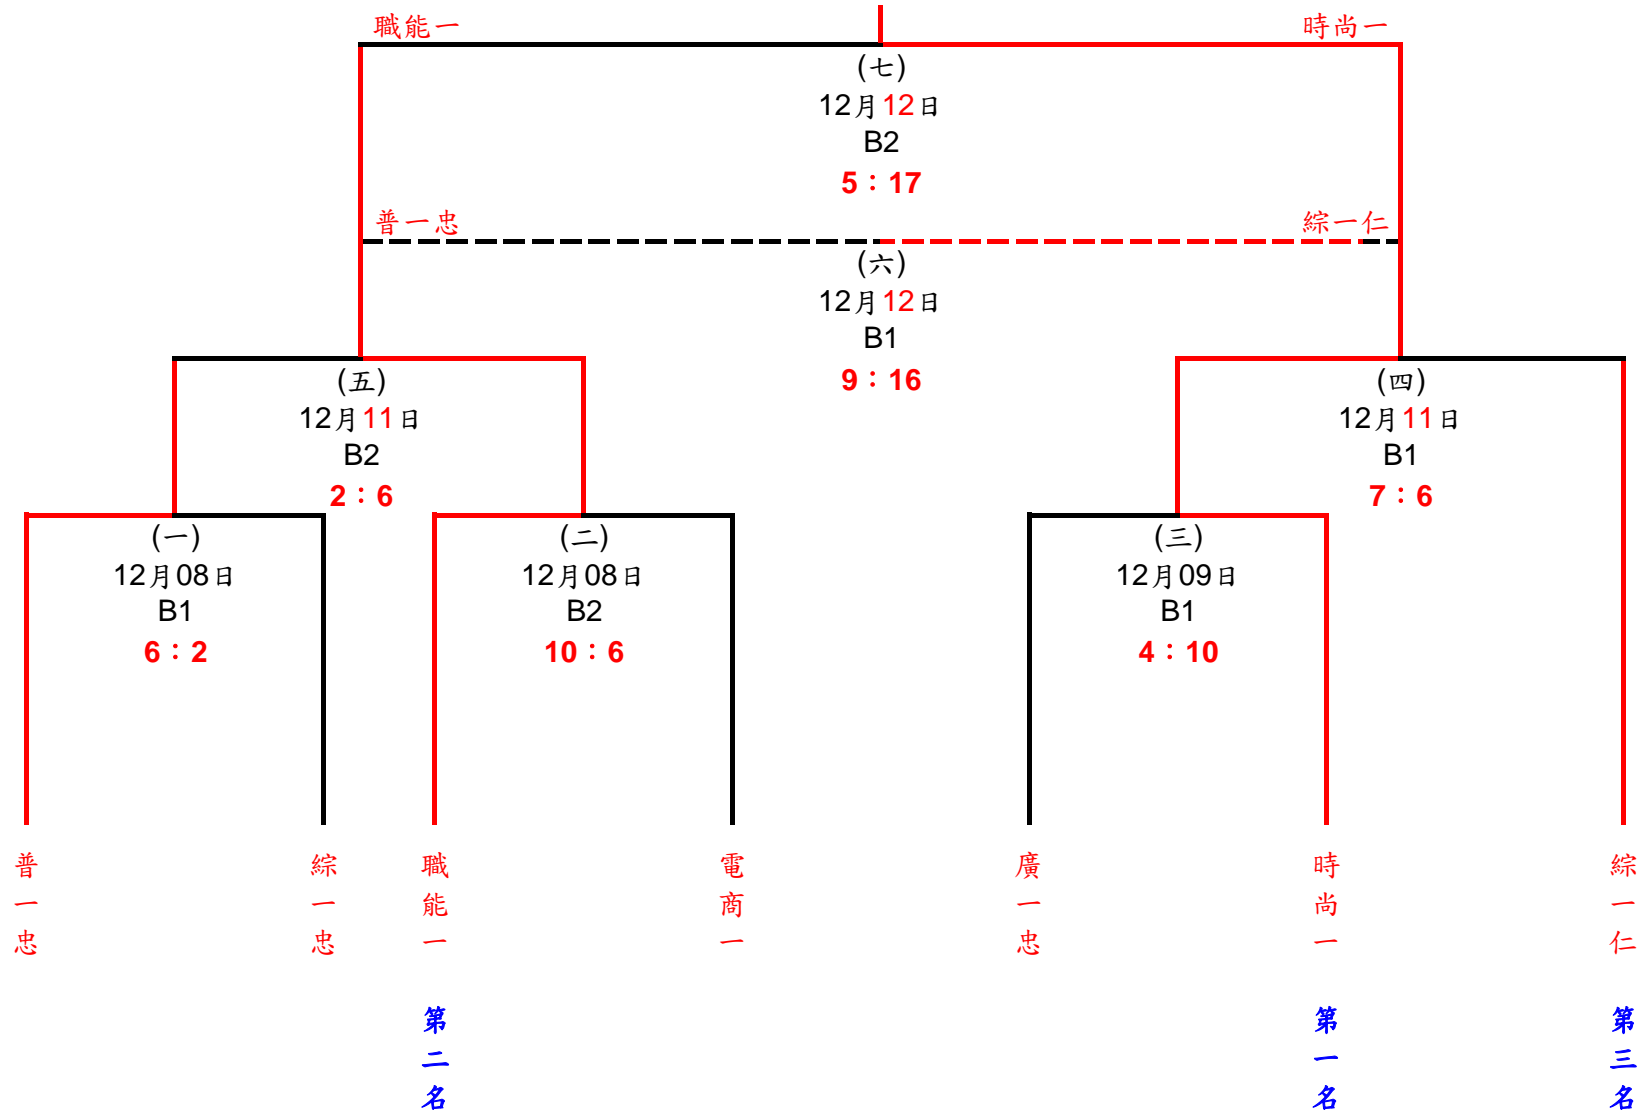 職能一
時尚一
(七)
12月12日
B2
5：17
普一忠
綜一仁
(六)
12月12日
B1
9：16
(五)
12月11日
B2
2：6
(四)
12月11日
B1
7：6
(一)
12月08日
B1
6：2
(二)
12月08日
B2
10：6
(三)
12月09日
B1
4：10
普一忠
綜一忠
職能一
電商一
廣一忠
時尚一
綜一仁
第二名
第一名
第三名